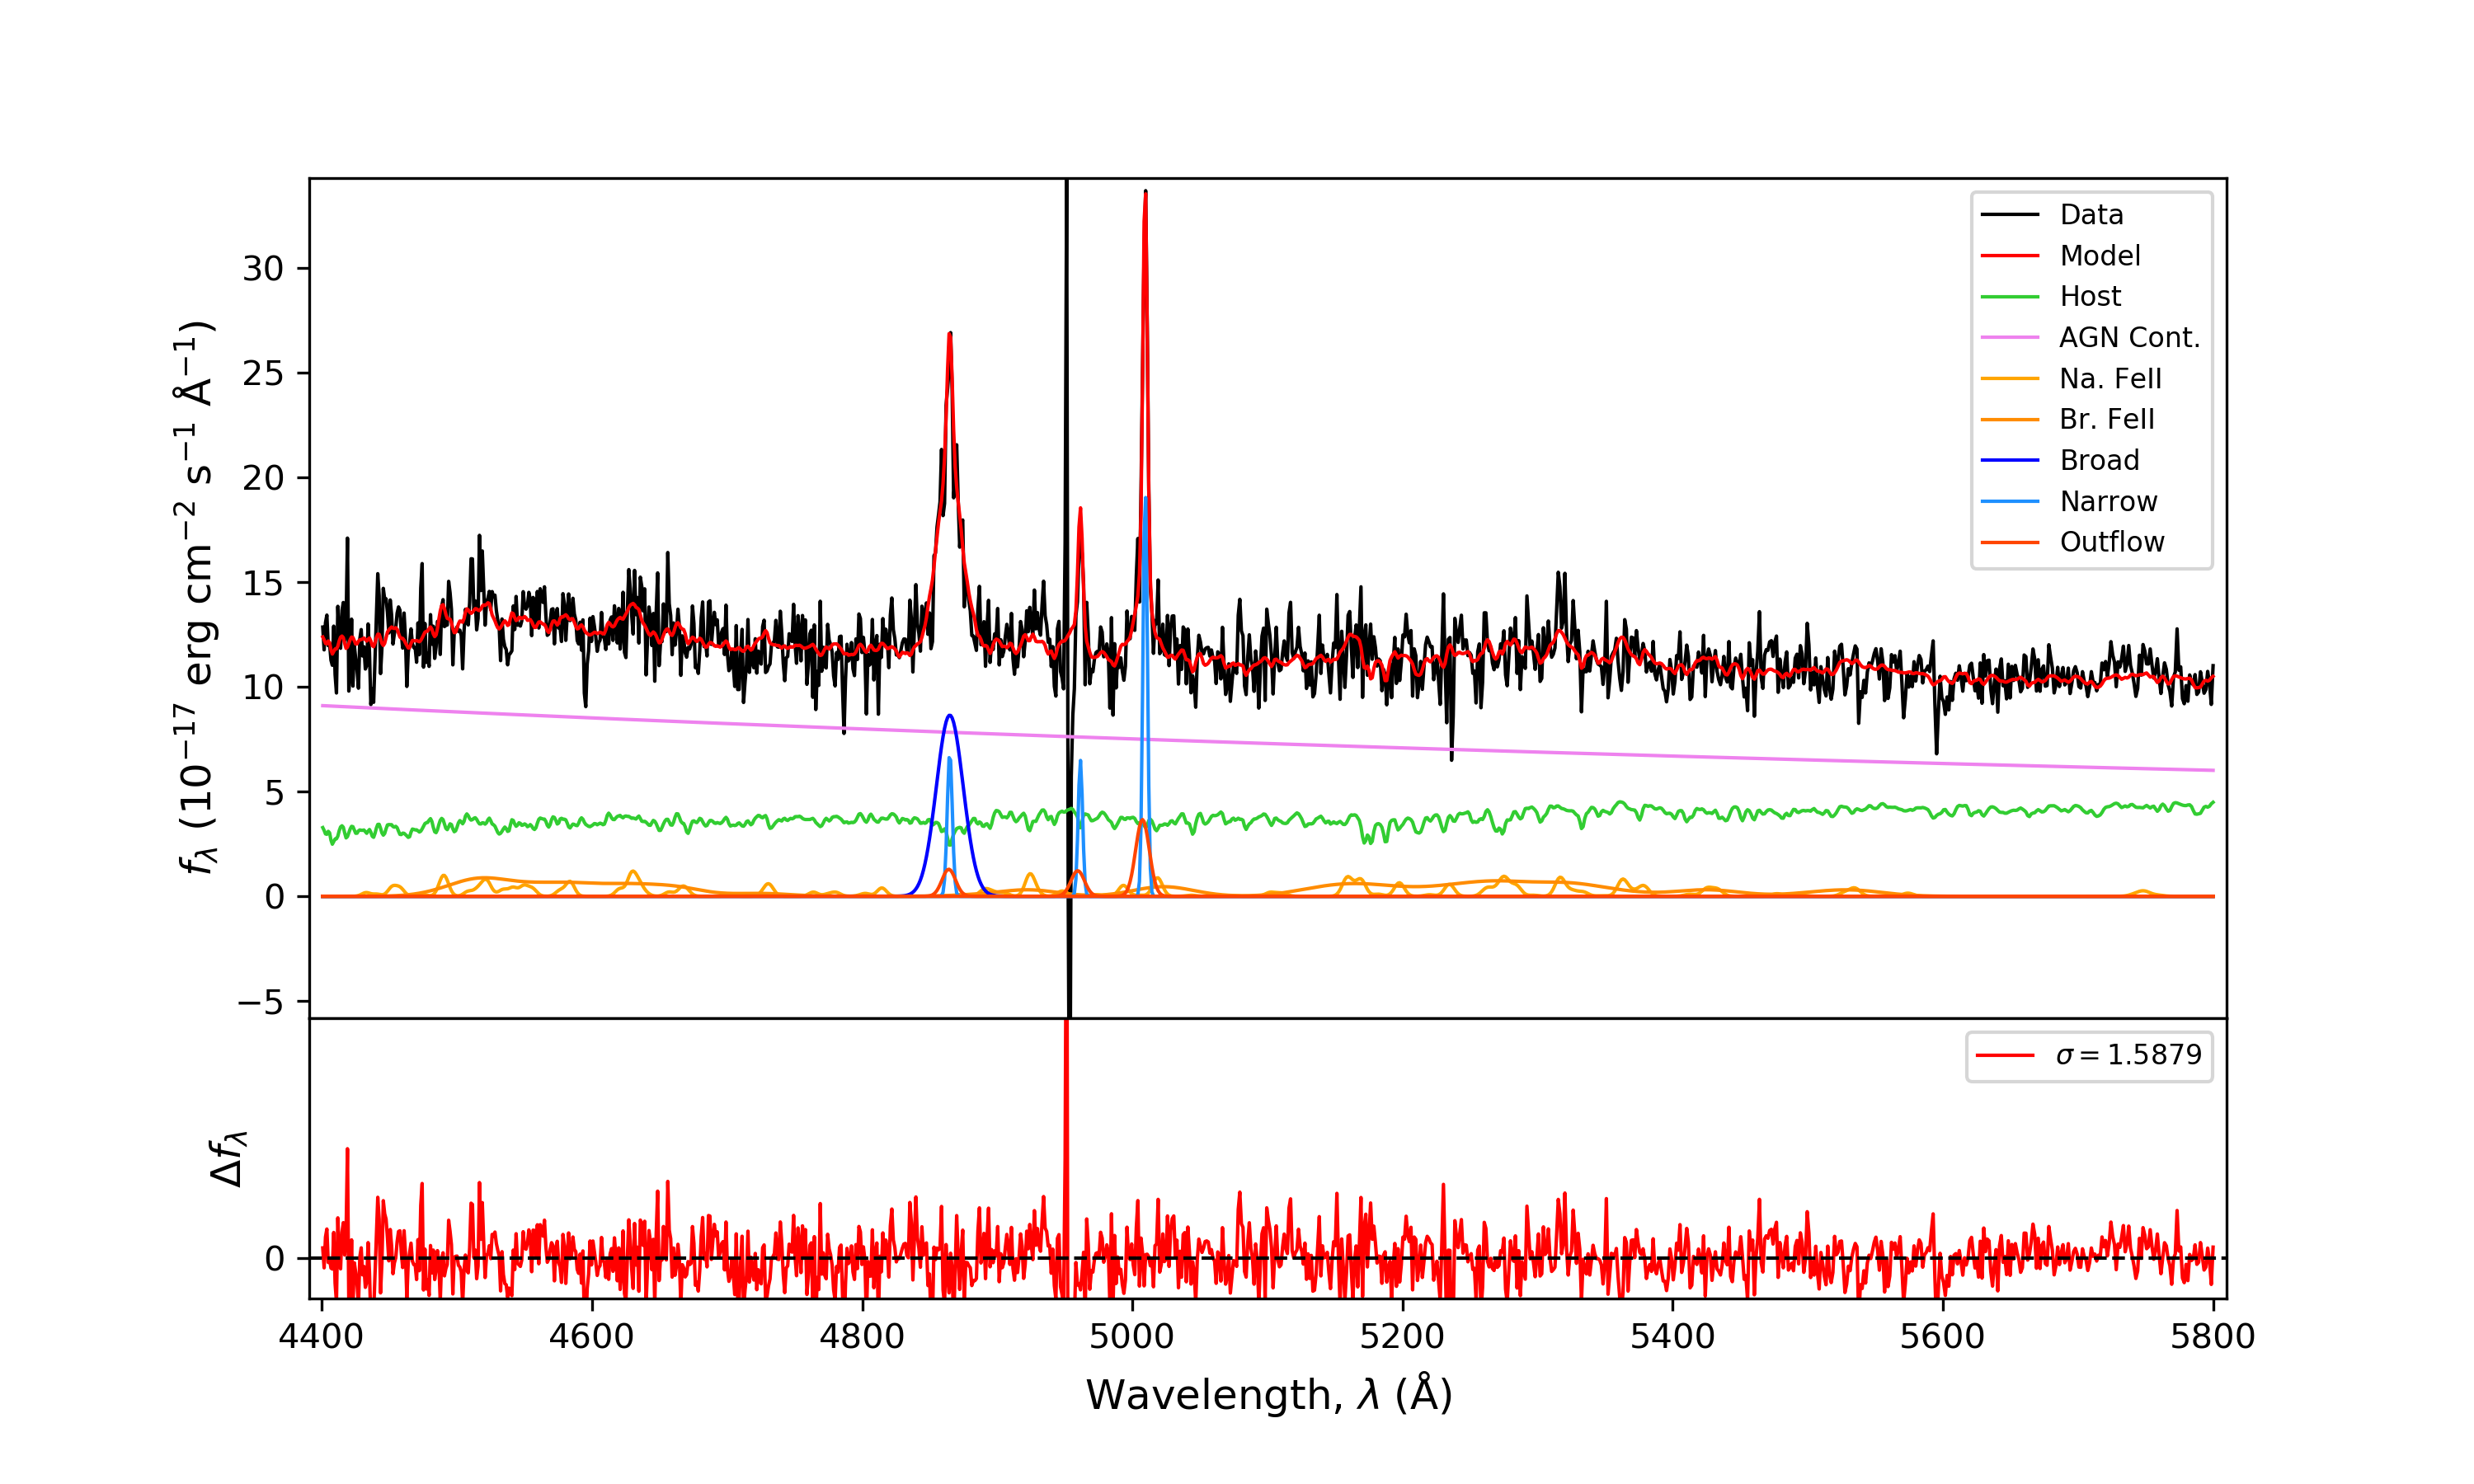 30
25
20
15
10
5
0
−5
f_λ (10⁻¹⁷ erg cm⁻² s⁻¹ Å⁻¹)
Data
Model
Host
AGN Cont.
Na. FeII
Br. FeII
Broad
Narrow
Outflow
σ = 1.5879
Δf_λ
0
4400 4600 4800 5000 5200 5400 5600 5800
Wavelength, λ (Å)